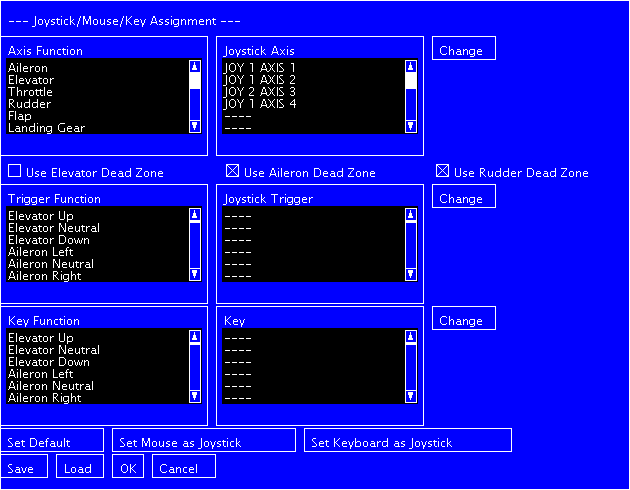 --- Joystick/Mouse/Key Assignment ---
Axis Function
Joystick Axis
Change
Aileron
JOY 1 AXIS 1
Elevator
JOY 1 AXIS 2
Throttle
JOY 2 AXIS 3
Rudder
JOY 1 AXIS 4
Flap
----
Landing Gear
----
Use Elevator Dead Zone
Use Aileron Dead Zone
Use Rudder Dead Zone
Trigger Function
Joystick Trigger
Change
Elevator Up
----
Elevator Neutral
----
Elevator Down
----
Aileron Left
----
Aileron Neutral
----
Aileron Right
----
Key Function
Key
Change
Elevator Up
----
Elevator Neutral
----
Elevator Down
----
Aileron Left
----
Aileron Neutral
----
Aileron Right
----
Set Default
Set Mouse as Joystick
Set Keyboard as Joystick
Save
Load
OK
Cancel